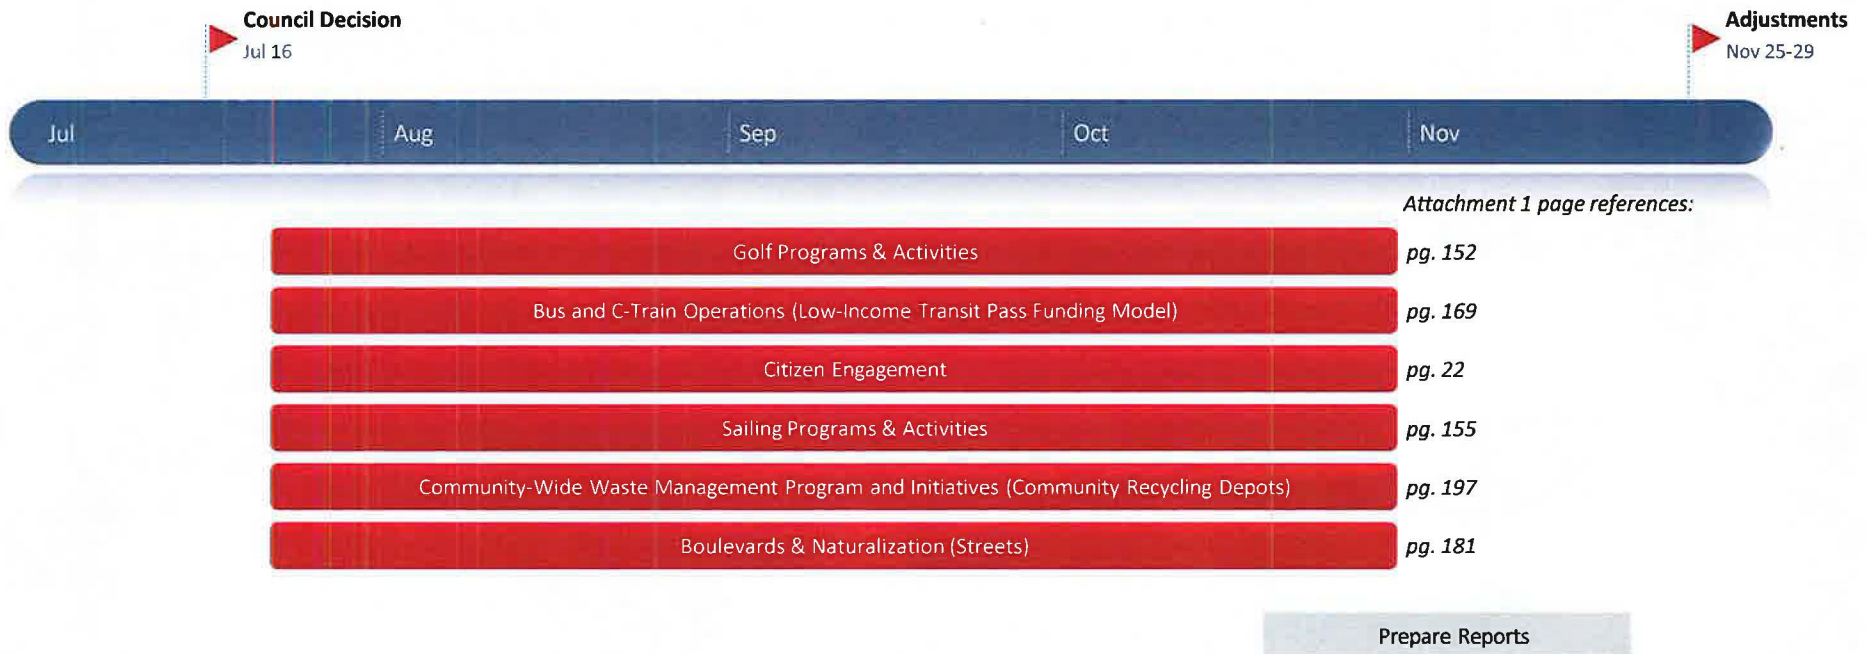 Council Decision
Jul 16
Adjustments
Nov 25-29
Jul
Aug
Sep
Oct
Nov
Attachment 1 page references:
Golf Programs & Activities
pg. 152
Bus and C-Train Operations (Low-Income Transit Pass Funding Model)
pg. 169
Citizen Engagement
pg. 22
Sailing Programs & Activities
pg. 155
Community-Wide Waste Management Program and Initiatives (Community Recycling Depots)
pg. 197
Boulevards & Naturalization (Streets)
pg. 181
Prepare Reports